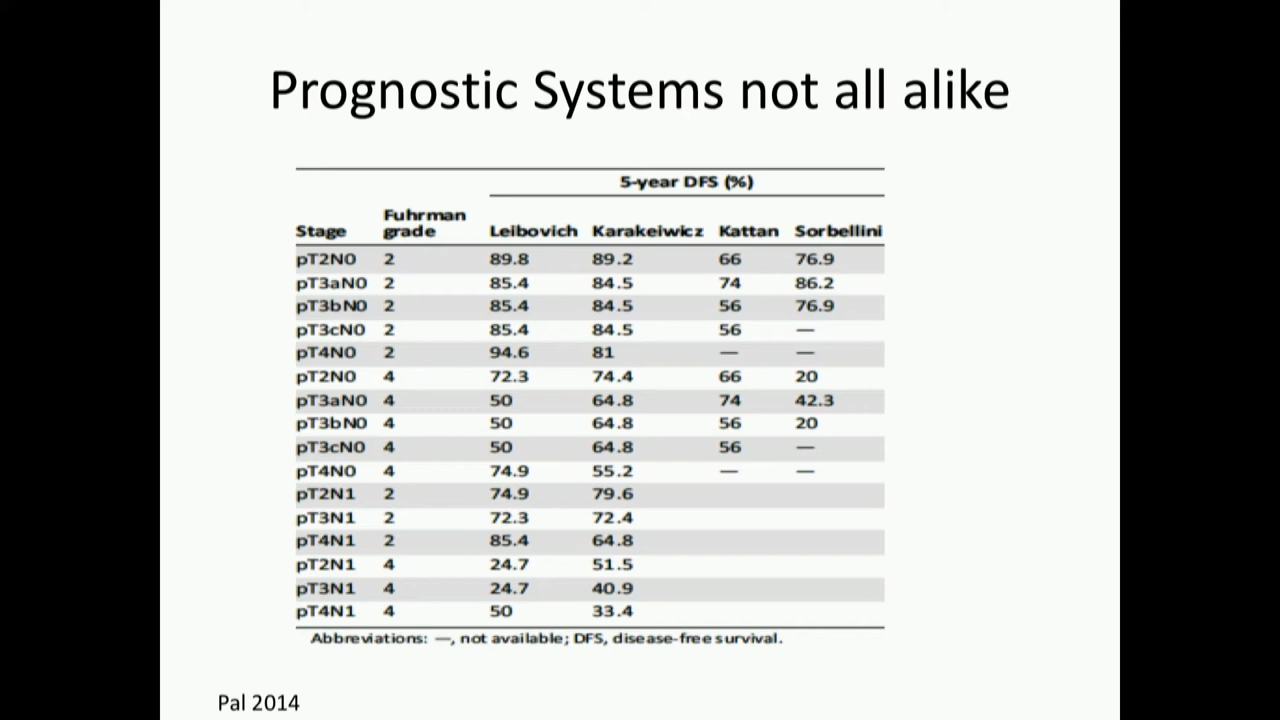 Prognostic Systems not all alike
5-year DFS (%)
Stage Fuhrman grade Leibovich Karakeiwicz Kattan Sorbellini
pT2N0 2 89.8 89.2 66 76.9
pT3aN0 2 85.4 84.5 74 86.2
pT3bN0 2 85.4 84.5 56 76.9
pT3cN0 2 85.4 84.5 56 —
pT4N0 2 94.6 81 — —
pT2N0 4 72.3 74.4 66 20
pT3aN0 4 50 64.8 74 42.3
pT3bN0 4 50 64.8 56 20
pT3cN0 4 50 64.8 56 —
pT4N0 4 74.9 55.2 — —
pT2N1 2 74.9 79.6
pT3N1 2 72.3 72.4
pT4N1 2 85.4 64.8
pT2N1 4 24.7 51.5
pT3N1 4 24.7 40.9
pT4N1 4 50 33.4
Abbreviations: —, not available; DFS, disease-free survival.
Pal 2014